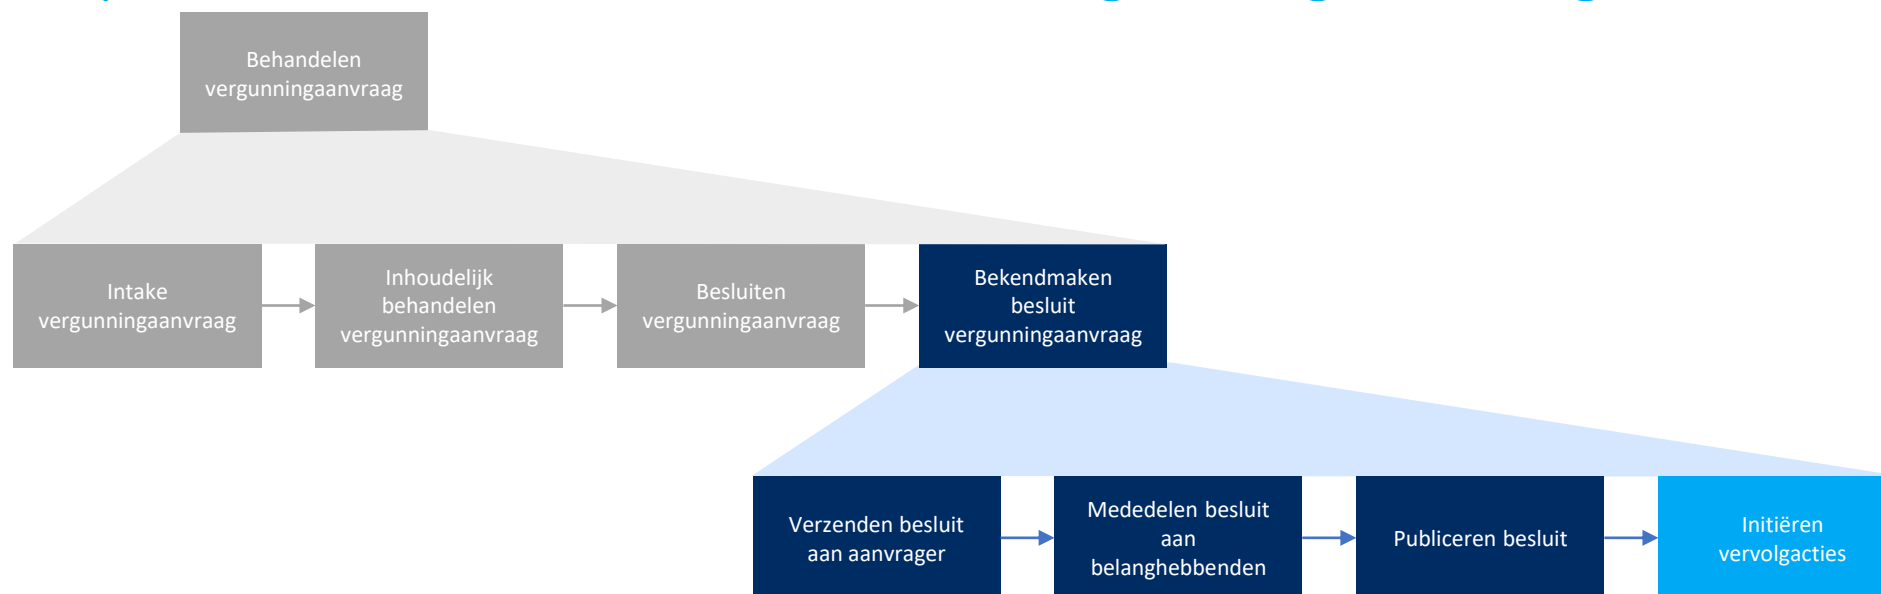 Behandelen
vergunningaanvraag
Intake
vergunningaanvraag
Inhoudelijk
behandelen
vergunningaanvraag
Besluiten
vergunningaanvraag
Bekendmaken
besluit
vergunningaanvraag
Verzenden besluit
aan aanvrager
Mededelen besluit
aan
belanghebbenden
Publiceren besluit
Initiëren
vervolgacties